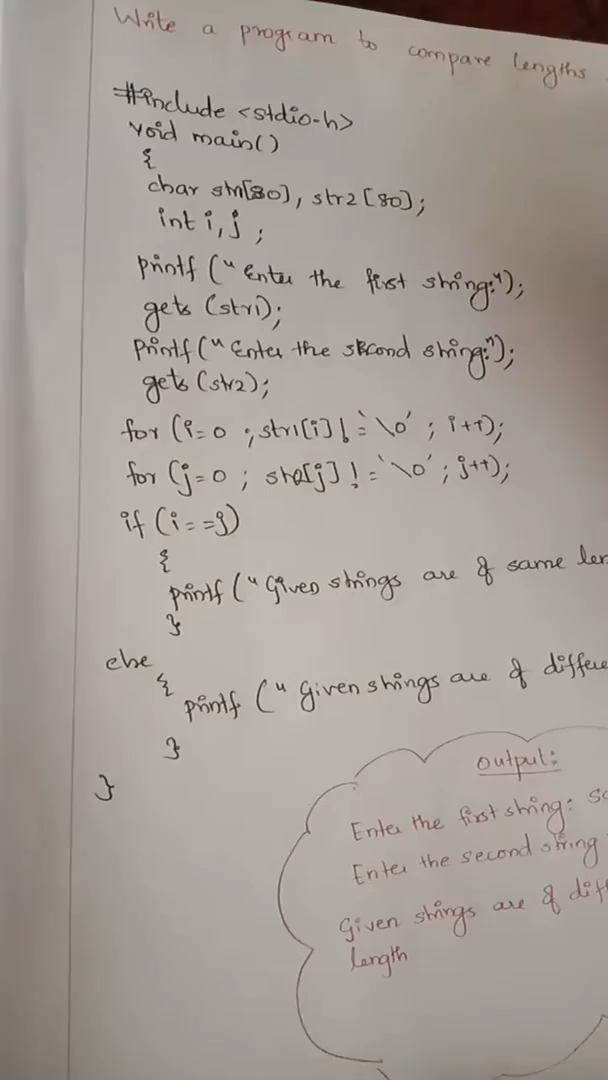 Write a program to compare lengths
#include <stdio-h>
void main()
{
char str1[80], str2 [80];
int i, j ;
printf ("Enter the first string:");
gets (str1);
printf ("Enter the second string:");
gets (str2);
for (i=0 ; str1[i] != '\0' ; i++);
for (j=0 ; str2[j] != '\0' ; j++);
if (i==j)
{
printf ("Given strings are of same len
}
else
{
printf ("Given strings are of differe
}
}
output:
Enter the first string: s
Enter the second string
Given strings are of diff
length